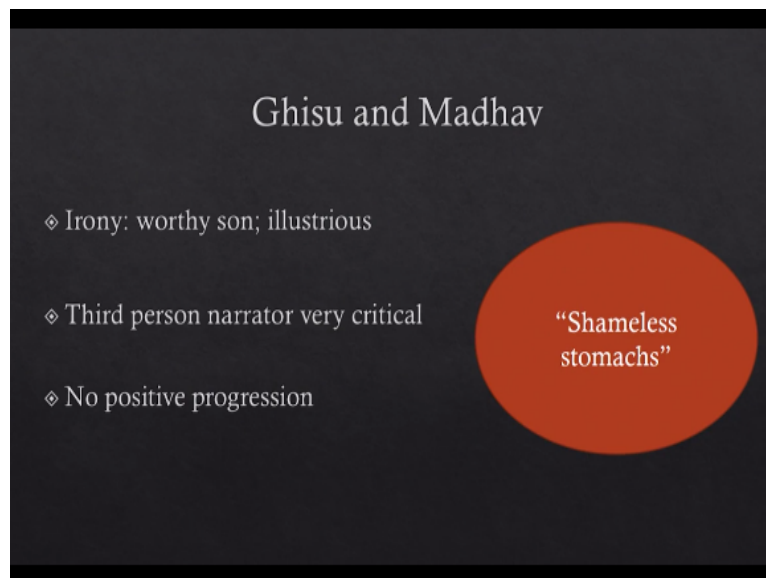 Ghisu and Madhav
Irony: worthy son; illustrious
Third person narrator very critical
No positive progression
“Shameless
stomachs”